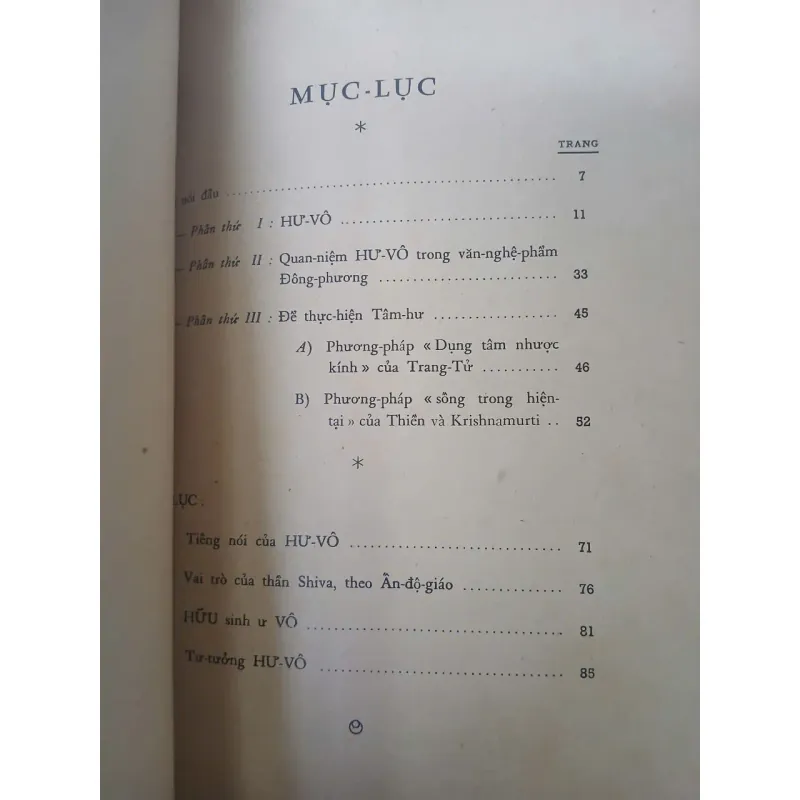 MỤC-LỤC
*
TRANG
nói đầu ........ 7
— Phần thứ I : HƯ-VÔ ........ 11
— Phần thứ II : Quan-niệm HƯ-VÔ trong văn-nghệ-phẩm
Đông-phương ........ 33
— Phần thứ III : Để thực-hiện Tâm-hư ........ 45
A) Phương-pháp « Dụng tâm nhược
kính » của Trang-Tử ........ 46
B) Phương-pháp « sống trong hiện-
tại » của Thiền và Krishnamurti .. 52
*
LỤC :
Tiếng nói của HƯ-VÔ ........ 71
Vai trò của thần Shiva, theo Ấn-độ-giáo ........ 76
HỮU sinh ư VÔ ........ 81
Tư-tưởng HƯ-VÔ ........ 85